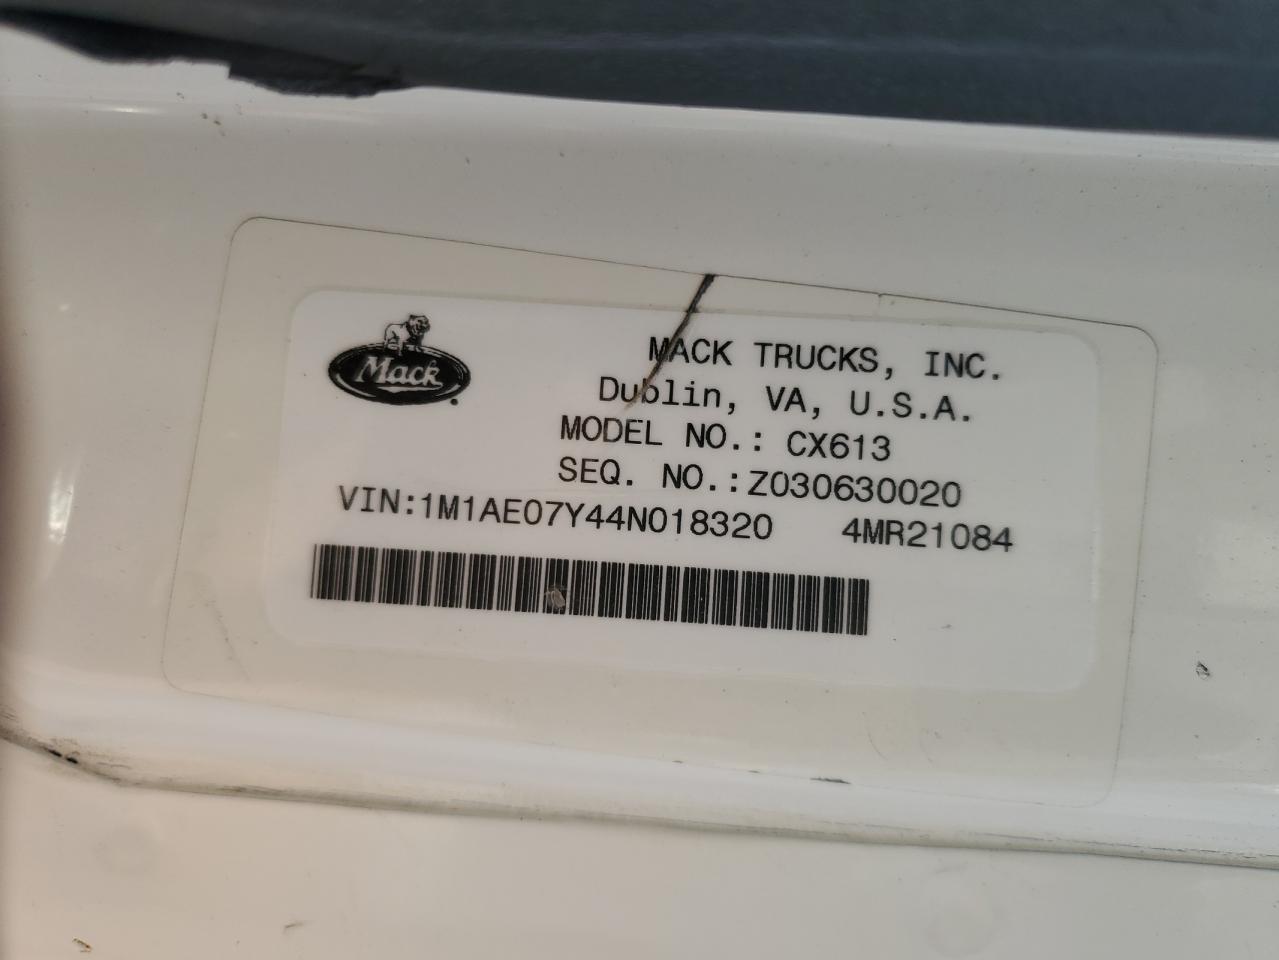 Mack
MACK TRUCKS, INC.
Dublin, VA, U.S.A.
MODEL NO.: CX613
SEQ. NO.:Z030630020
VIN:1M1AE07Y44N018320 4MR21084